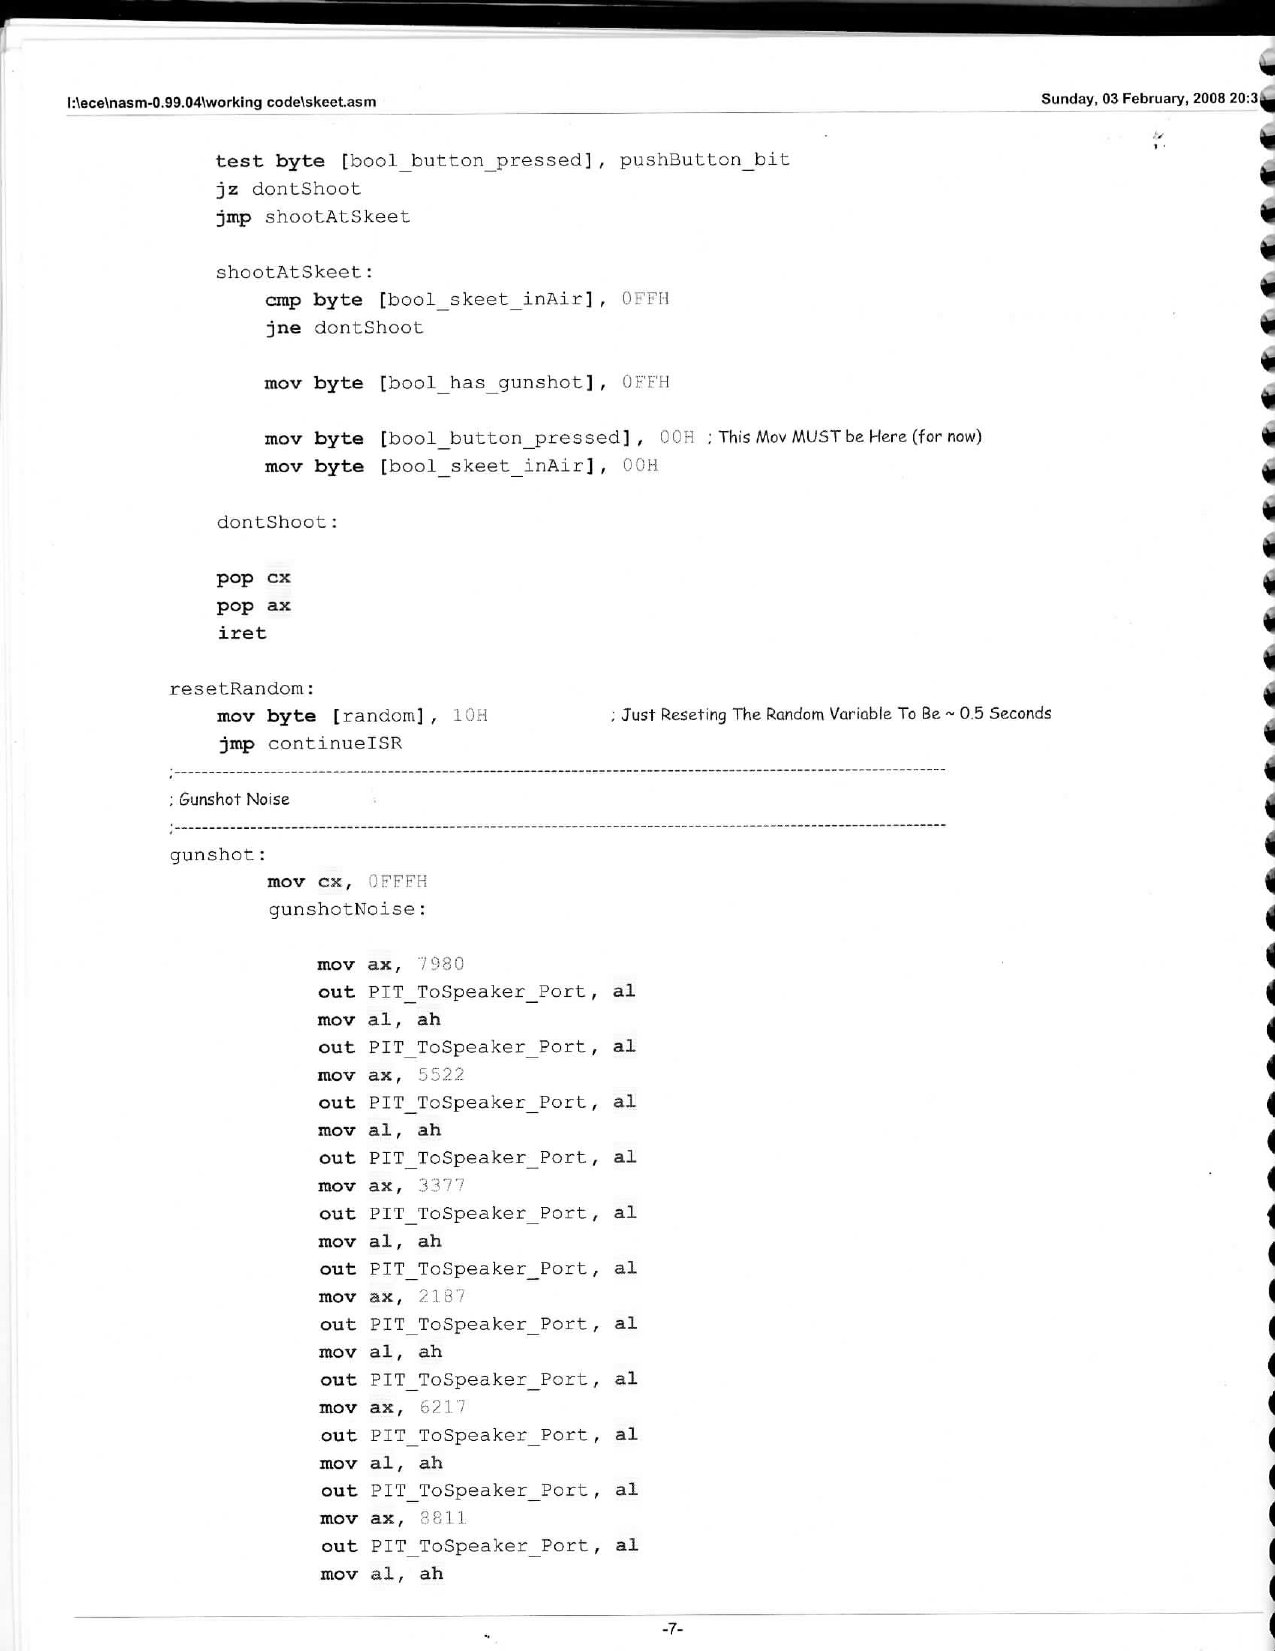 I:\ece\nasm-0.99.04\working code\skeet.asm
Sunday, 03 February, 2008 20:3
test byte [bool_button_pressed], pushButton_bit
jz dontShoot
jmp shootAtSkeet
shootAtSkeet:
cmp byte [bool_skeet_inAir], 0FFH
jne dontShoot
mov byte [bool_has_gunshot], 0FFH
mov byte [bool_button_pressed], 00H ; This Mov MUST be Here (for now)
mov byte [bool_skeet_inAir], 00H
dontShoot:
pop cx
pop ax
iret
resetRandom:
mov byte [random], 10H ; Just Reseting The Random Variable To Be ~ 0.5 Seconds
jmp continueISR
;--------------------------------------------------------------------------------
; Gunshot Noise
;--------------------------------------------------------------------------------
gunshot:
mov cx, 0FFFH
gunshotNoise:
mov ax, 7980
out PIT_ToSpeaker_Port, al
mov al, ah
out PIT_ToSpeaker_Port, al
mov ax, 5522
out PIT_ToSpeaker_Port, al
mov al, ah
out PIT_ToSpeaker_Port, al
mov ax, 3377
out PIT_ToSpeaker_Port, al
mov al, ah
out PIT_ToSpeaker_Port, al
mov ax, 2187
out PIT_ToSpeaker_Port, al
mov al, ah
out PIT_ToSpeaker_Port, al
mov ax, 6217
out PIT_ToSpeaker_Port, al
mov al, ah
out PIT_ToSpeaker_Port, al
mov ax, 8811
out PIT_ToSpeaker_Port, al
mov al, ah
-7-